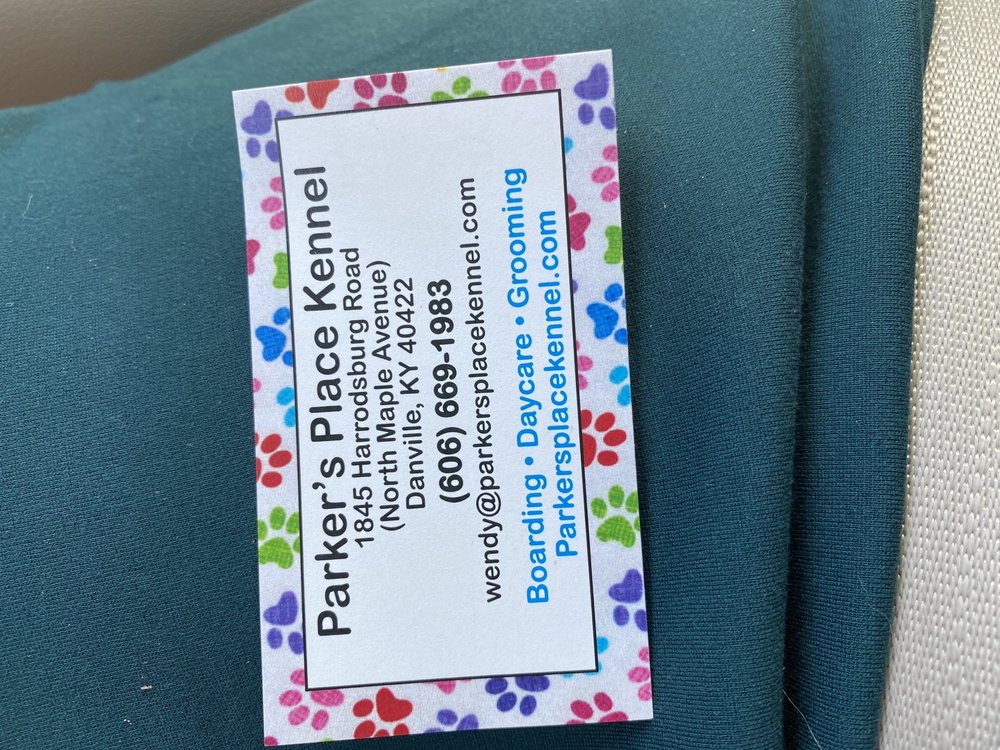 Parker's Place Kennel
1845 Harrodsburg Road
(North Maple Avenue)
Danville, KY 40422
(606) 669-1983
wendy@parkersplacekennel.com
Boarding • Daycare • Grooming
Parkersplacekennel.com